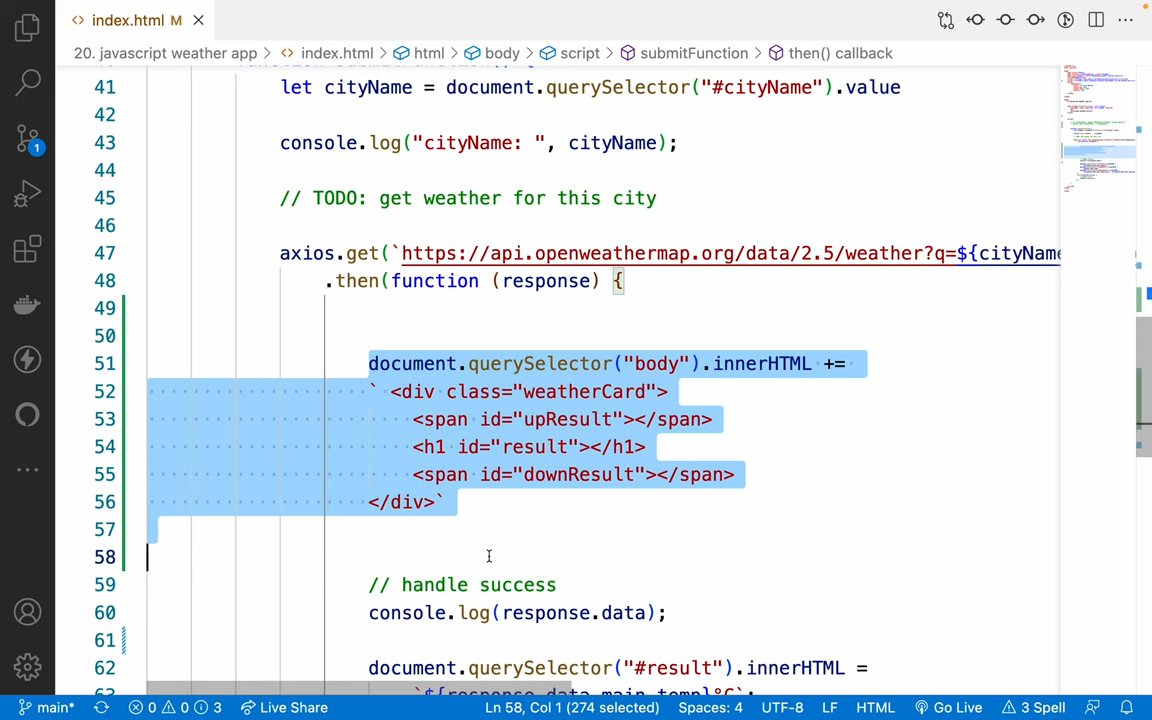 index.html M
20. javascript weather app > index.html > html > body > script > submitFunction > then() callback
41 let cityName = document.querySelector("#cityName").value
42
43 console.log("cityName: ", cityName);
44
45 // TODO: get weather for this city
46
47 axios.get(`https://api.openweathermap.org/data/2.5/weather?q=${cityName
48 .then(function (response) {
49
50
51 document.querySelector("body").innerHTML +=
52 ` <div class="weatherCard">
53 <span id="upResult"></span>
54 <h1 id="result"></h1>
55 <span id="downResult"></span>
56 </div>`
57
58
59 // handle success
60 console.log(response.data);
61
62 document.querySelector("#result").innerHTML =
63 `${response.data.main.temp}°C`;
1
main* 0 0 3 Live Share Ln 58, Col 1 (274 selected) Spaces: 4 UTF-8 LF HTML Go Live 3 Spell